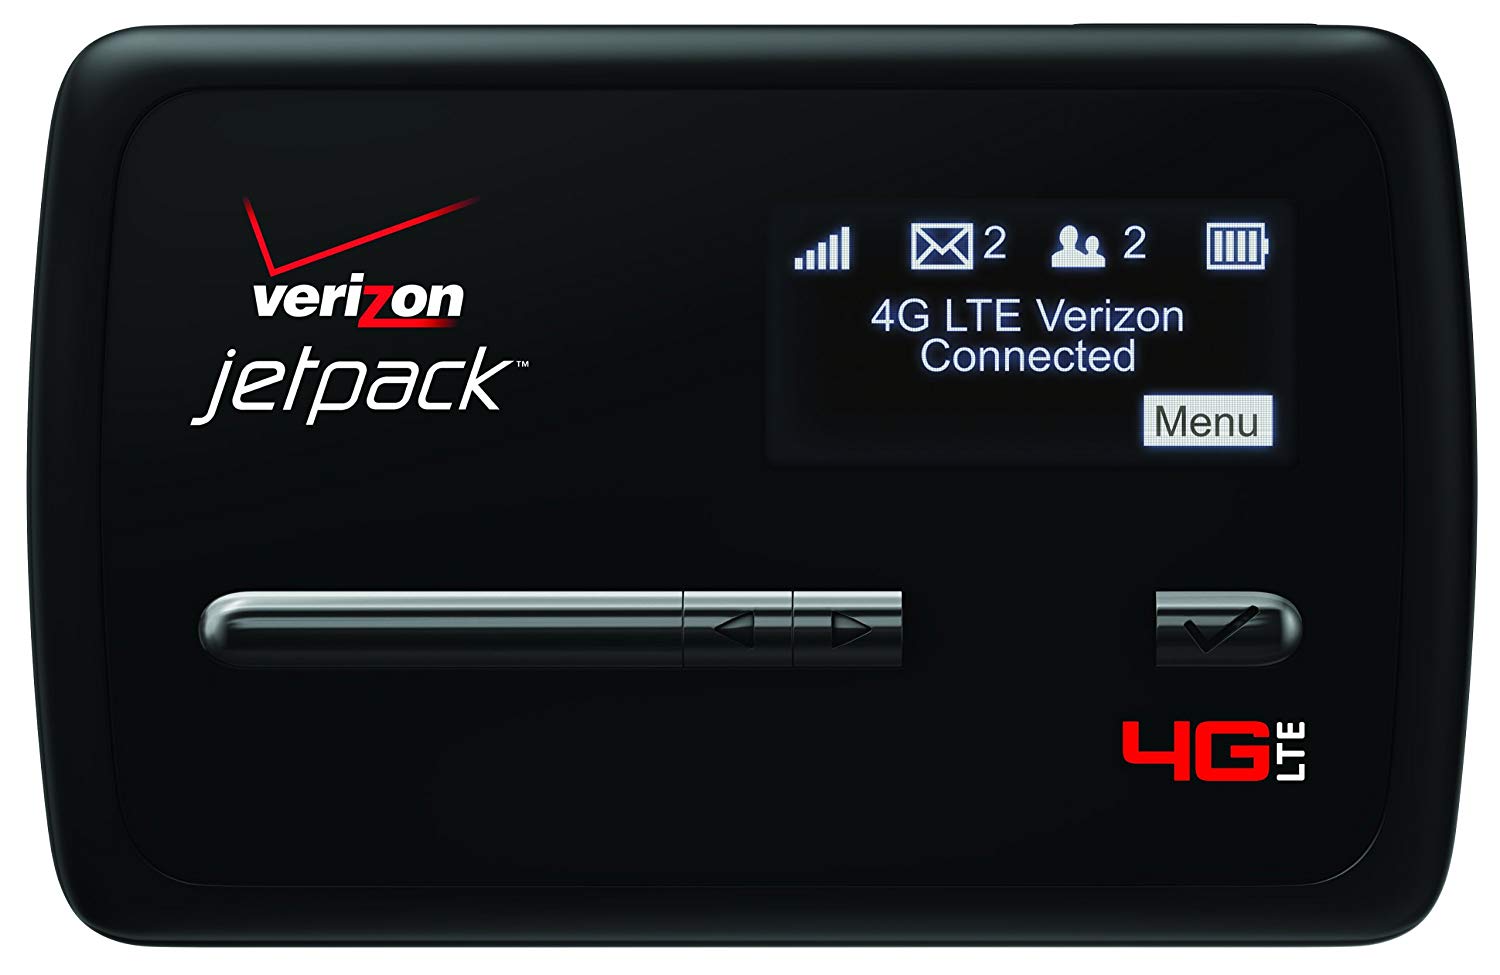 verizon
jetpack™
2 2
4G LTE Verizon
Connected
Menu
4G LTE